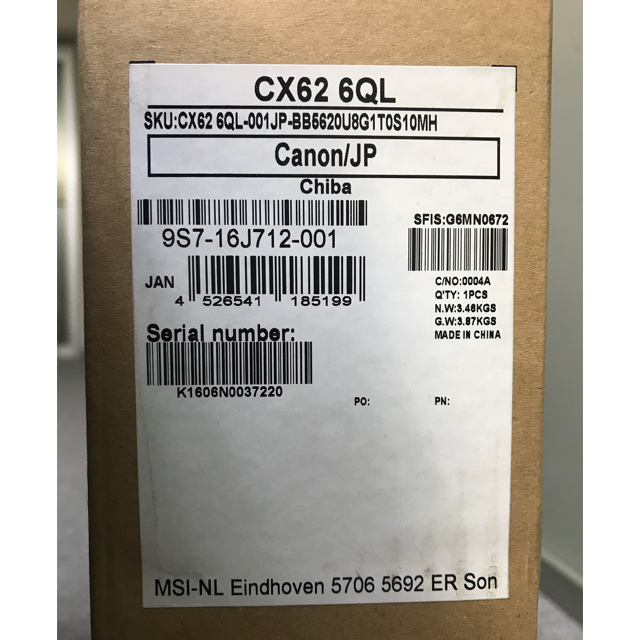 CX62 6QL
SKU:CX62 6QL-001JP-BB5620U8G1T0S10MH
Canon/JP
Chiba
9S7-16J712-001
SFIS:G6MN0672
JAN
4 526541 185199
C/NO:0004A
Q'TY: 1PCS
N.W:3.46KGS
G.W:3.87KGS
MADE IN CHINA
Serial number:
K1606N0037220
PO:
PN:
MSI-NL Eindhoven 5706 5692 ER Son